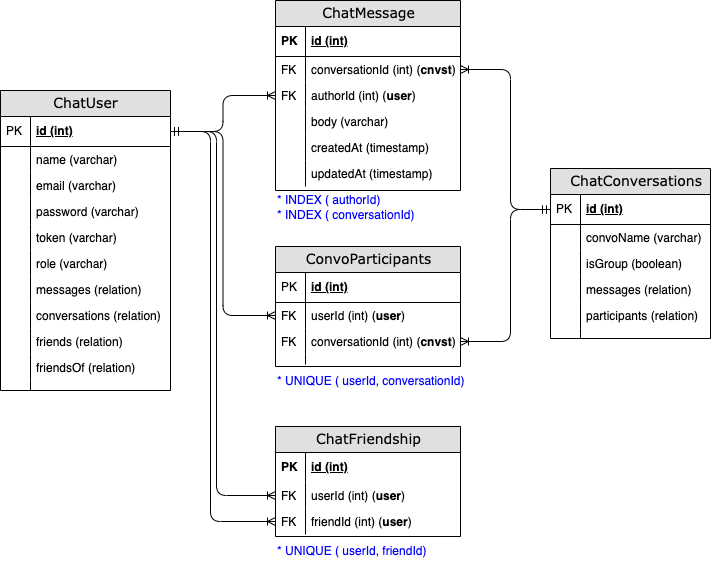 ChatUser
PK id (int)
name (varchar)
email (varchar)
password (varchar)
token (varchar)
role (varchar)
messages (relation)
conversations (relation)
friends (relation)
friendsOf (relation)
ChatMessage
PK id (int)
FK conversationId (int) (cnvst)
FK authorId (int) (user)
body (varchar)
createdAt (timestamp)
updatedAt (timestamp)
* INDEX ( authorId)
* INDEX ( conversationId)
ConvoParticipants
PK id (int)
FK userId (int) (user)
FK conversationId (int) (cnvst)
* UNIQUE ( userId, conversationId)
ChatFriendship
PK id (int)
FK userId (int) (user)
FK friendId (int) (user)
* UNIQUE ( userId, friendId)
ChatConversations
PK id (int)
convoName (varchar)
isGroup (boolean)
messages (relation)
participants (relation)